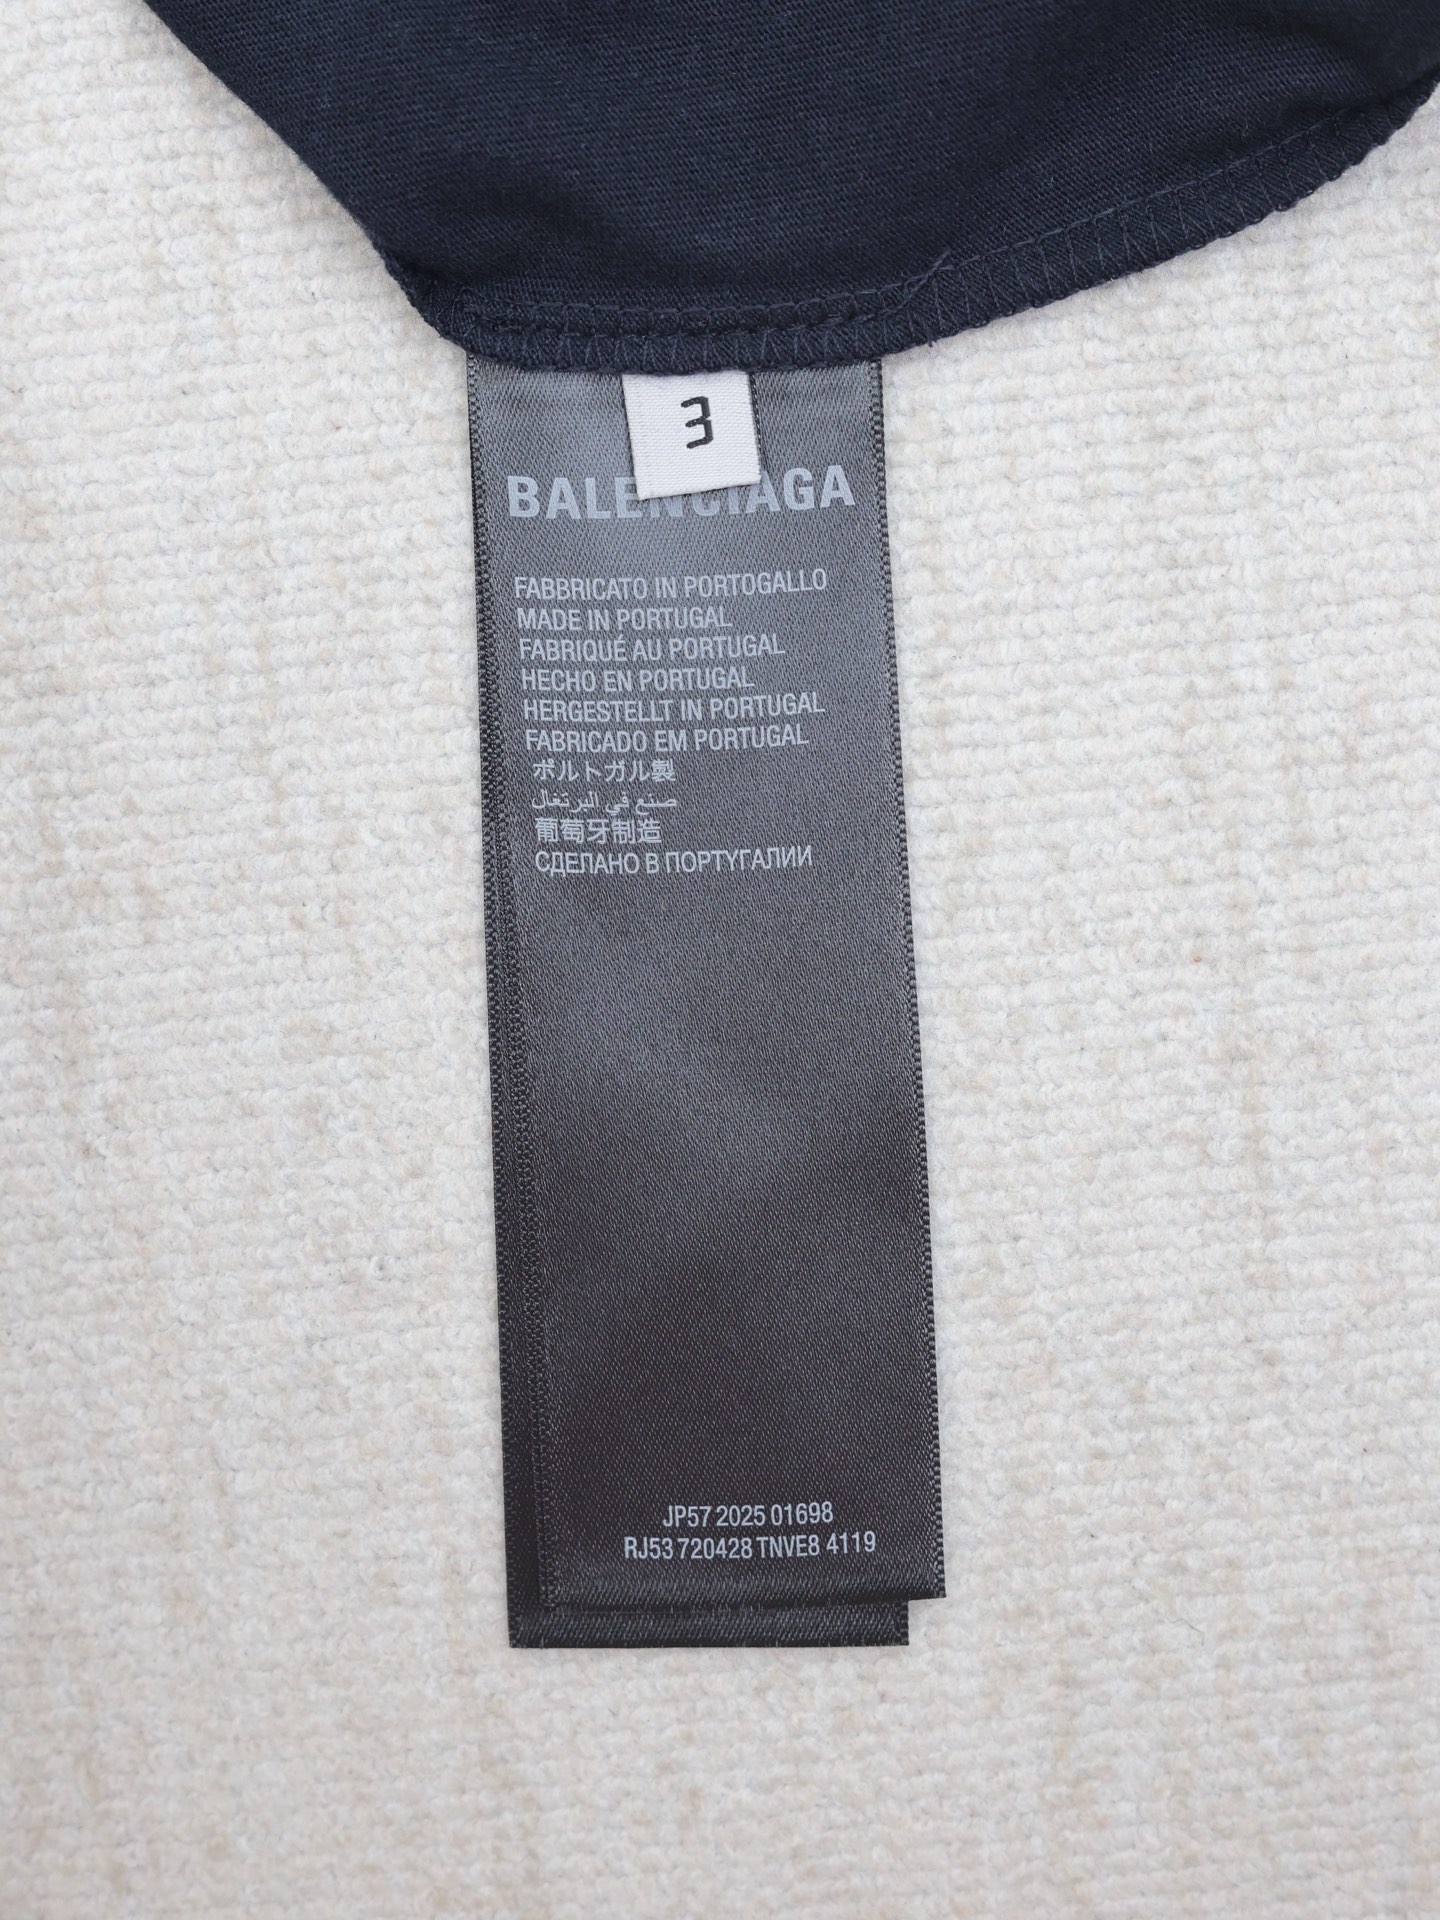 3
BALENCIAGA
FABBRICATO IN PORTOGALLO
MADE IN PORTUGAL
FABRIQUÉ AU PORTUGAL
HECHO EN PORTUGAL
HERGESTELLT IN PORTUGAL
FABRICADO EM PORTUGAL
ポルトガル製
صنع في البرتغال
葡萄牙制造
СДЕЛАНО В ПОРТУГАЛИИ
JP57 2025 01698
RJ53 720428 TNVE8 4119